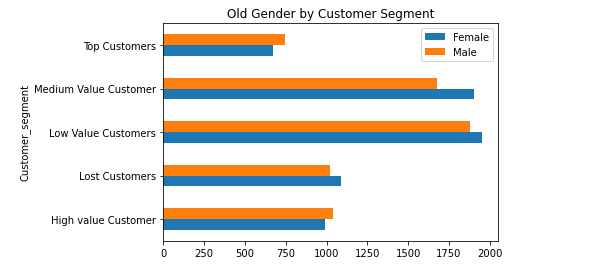 Old Gender by Customer Segment
Female
Male
Customer_segment
Top Customers
Medium Value Customer
Low Value Customers
Lost Customers
High value Customer
0 250 500 750 1000 1250 1500 1750 2000